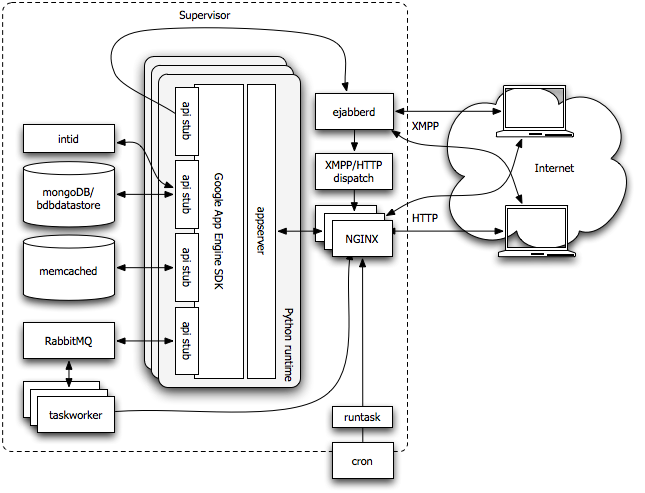 Supervisor
api stub
ejabberd
XMPP
intid
XMPP/HTTP
dispatch
Internet
mongoDB/
bdbdatastore
api stub
Google App Engine SDK
appserver
HTTP
NGINX
memcached
api stub
Python runtime
RabbitMQ
api stub
taskworker
runtask
cron